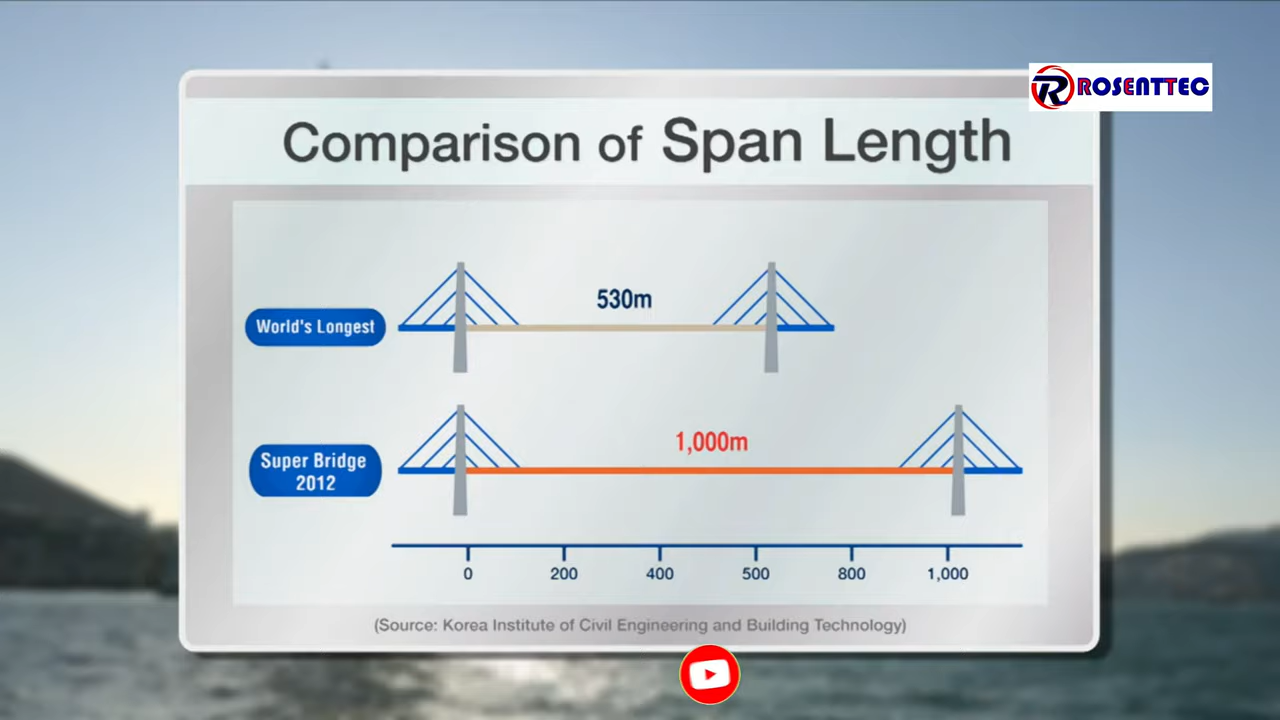 ROSENTTEC
Comparison of Span Length
530m
World's Longest
1,000m
Super Bridge
2012
0 200 400 500 800 1,000
(Source: Korea Institute of Civil Engineering and Building Technology)